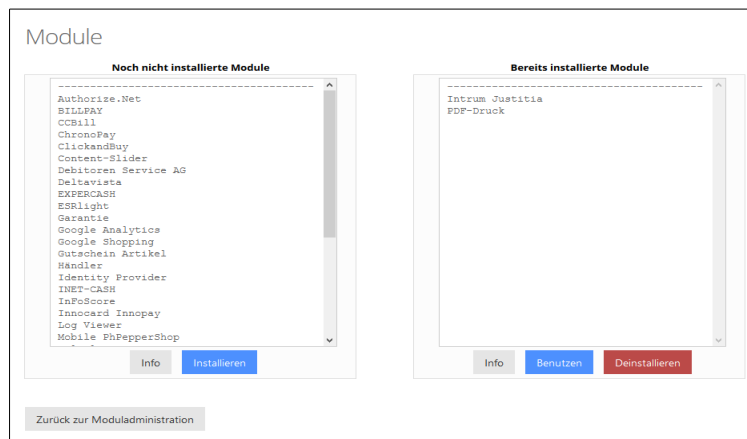 Module
Noch nicht installierte Module
----------------------------------------
Authorize.Net
BILLPAY
CCBill
ChronoPay
ClickandBuy
Content-Slider
Debitoren Service AG
Deltavista
EXPERCASH
ESRlight
Garantie
Google Analytics
Google Shopping
Gutschein Artikel
Händler
Identity Provider
INET-CASH
InFoScore
Innocard Innopay
Log Viewer
Mobile PhPepperShop
Info
Installieren
Bereits installierte Module
----------------------------------------
Intrum Justitia
PDF-Druck
Info
Benutzen
Deinstallieren
Zurück zur Moduladministration